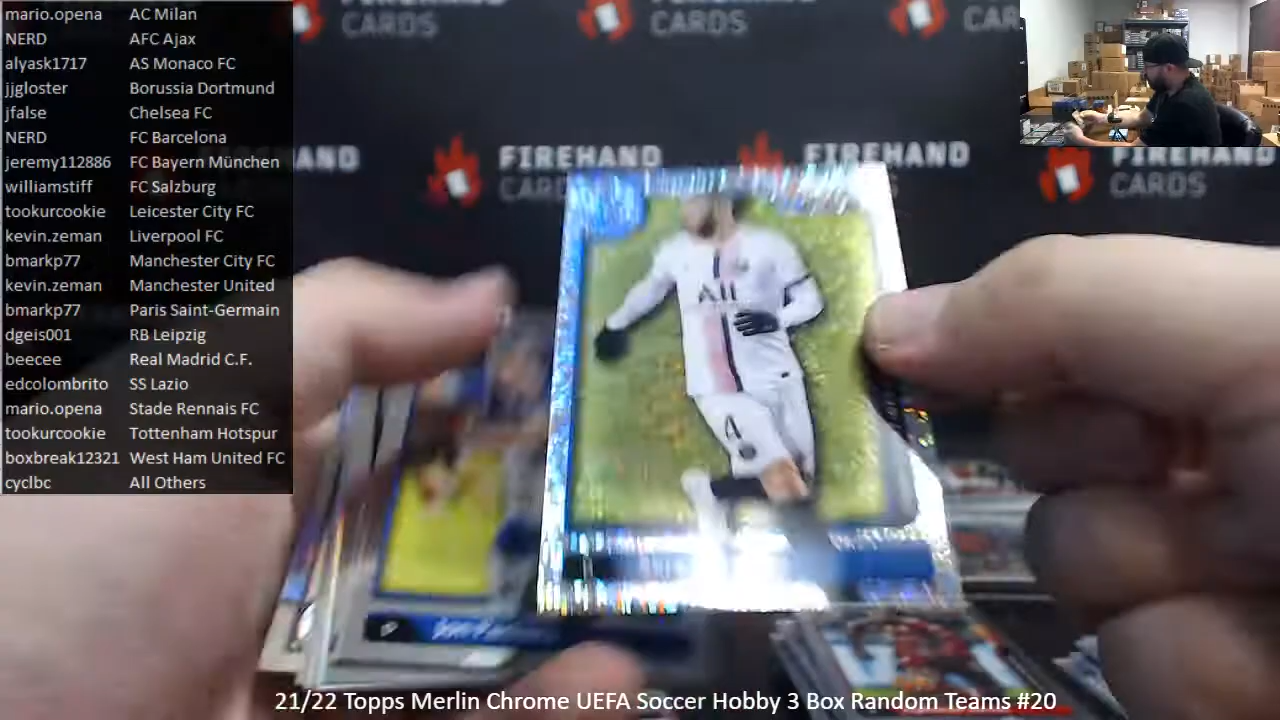 mario.opena AC Milan
NERD AFC Ajax
alyask1717 AS Monaco FC
jjgloster Borussia Dortmund
jfalse Chelsea FC
NERD FC Barcelona
jeremy112886 FC Bayern München
williamstiff FC Salzburg
tookurcookie Leicester City FC
kevin.zeman Liverpool FC
bmarkp77 Manchester City FC
kevin.zeman Manchester United
bmarkp77 Paris Saint-Germain
dgeis001 RB Leipzig
beecee Real Madrid C.F.
edcolombrito SS Lazio
mario.opena Stade Rennais FC
tookurcookie Tottenham Hotspur
boxbreak12321 West Ham United FC
cyclbc All Others
CARDS
CARDS
CAR
FIREHAND
CARDS
FIREHAND
FIREHAND
CARDS
All
4
21/22 Topps Merlin Chrome UEFA Soccer Hobby 3 Box Random Teams #20